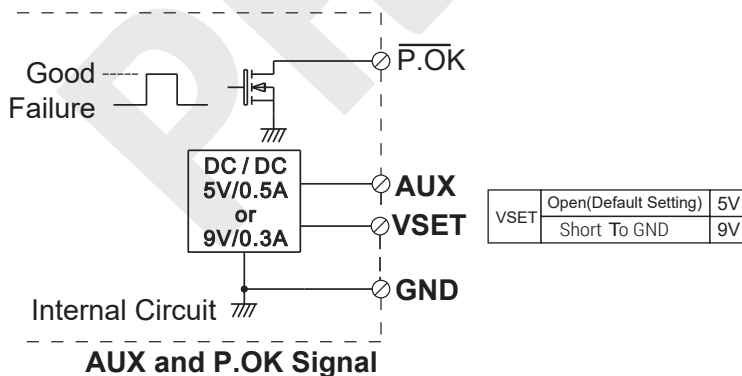 P.OK
Good
Failure
DC / DC
5V/0.5A
or
9V/0.3A
AUX
VSET
GND
VSET
Open(Default Setting) 5V
Short To GND 9V
Internal Circuit
AUX and P.OK Signal